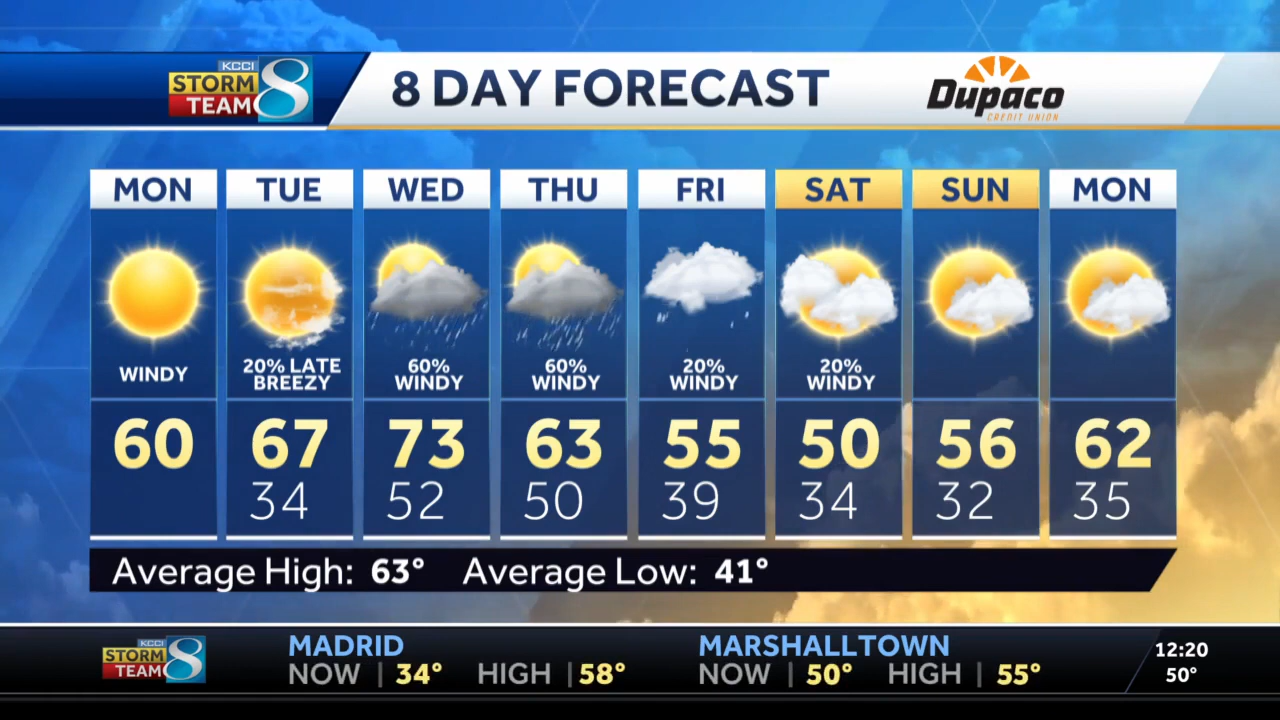 KCCI
STORM
TEAM 8
8 DAY FORECAST
Dupaco
CREDIT UNION
MON TUE WED THU FRI SAT SUN MON
WINDY
20% LATE
BREEZY
60%
WINDY
60%
WINDY
20%
WINDY
20%
WINDY
60 67 73 63 55 50 56 62
34 52 50 39 34 32 35
Average High: 63° Average Low: 41°
KCCI
STORM
TEAM 8
MADRID
NOW | 34° HIGH | 58°
MARSHALLTOWN
NOW | 50° HIGH | 55°
12:20
50°